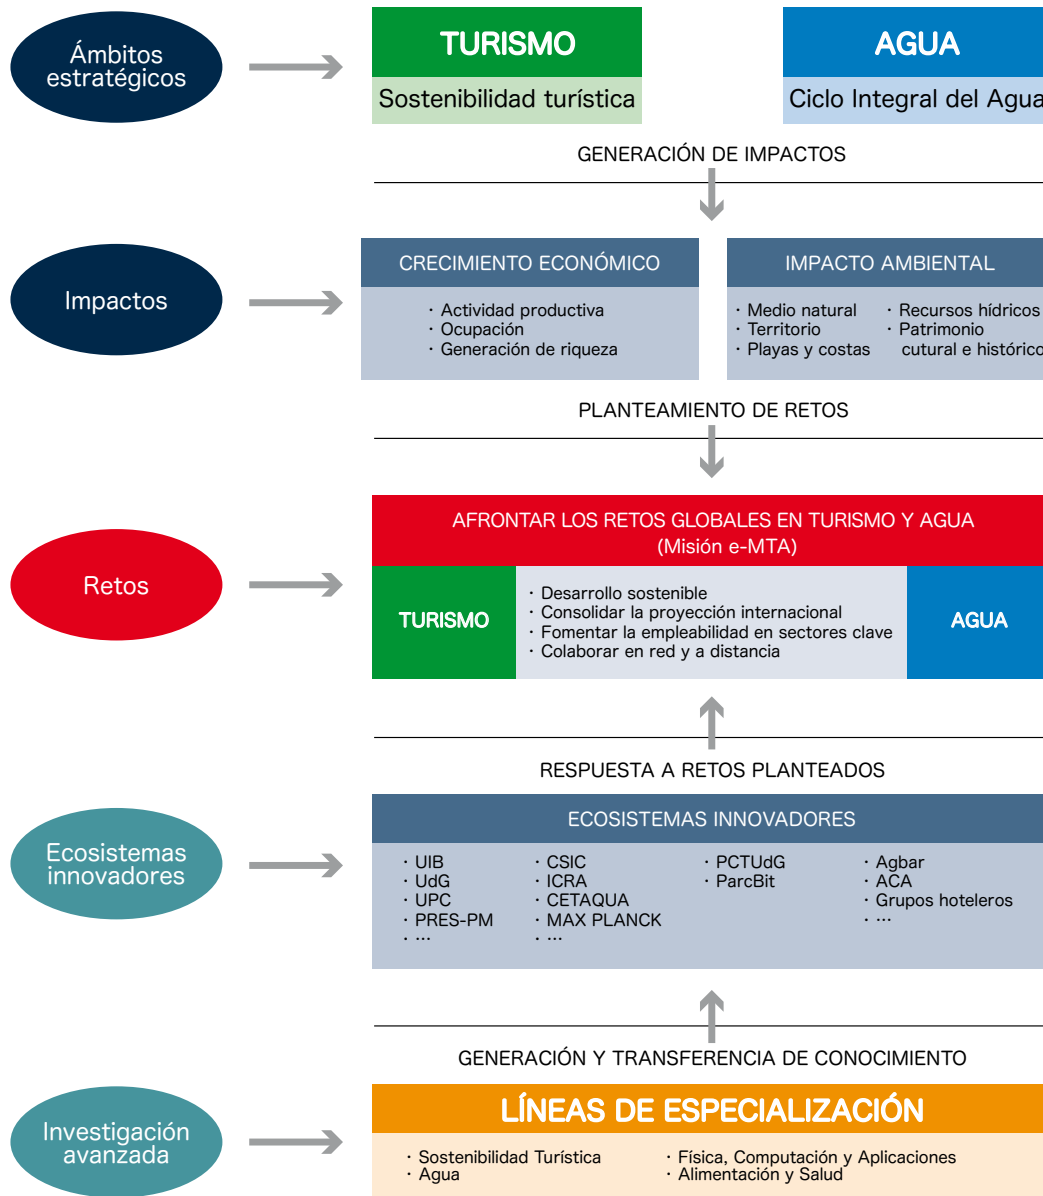 Ámbitos
estratégicos
TURISMO
Sostenibilidad turística
AGUA
Ciclo Integral del Agua
GENERACIÓN DE IMPACTOS
Impactos
CRECIMIENTO ECONÓMICO
· Actividad productiva
· Ocupación
· Generación de riqueza
IMPACTO AMBIENTAL
· Medio natural
· Territorio
· Playas y costas
· Recursos hídricos
· Patrimonio
cutural e histórico
PLANTEAMIENTO DE RETOS
Retos
AFRONTAR LOS RETOS GLOBALES EN TURISMO Y AGUA
(Misión e-MTA)
TURISMO
· Desarrollo sostenible
· Consolidar la proyección internacional
· Fomentar la empleabilidad en sectores clave
· Colaborar en red y a distancia
AGUA
RESPUESTA A RETOS PLANTEADOS
Ecosistemas
innovadores
ECOSISTEMAS INNOVADORES
· UIB
· UdG
· UPC
· PRES-PM
· ...
· CSIC
· ICRA
· CETAQUA
· MAX PLANCK
· ...
· PCTUdG
· ParcBit
· Agbar
· ACA
· Grupos hoteleros
· ...
GENERACIÓN Y TRANSFERENCIA DE CONOCIMIENTO
Investigación
avanzada
LÍNEAS DE ESPECIALIZACIÓN
· Sostenibilidad Turística
· Agua
· Física, Computación y Aplicaciones
· Alimentación y Salud